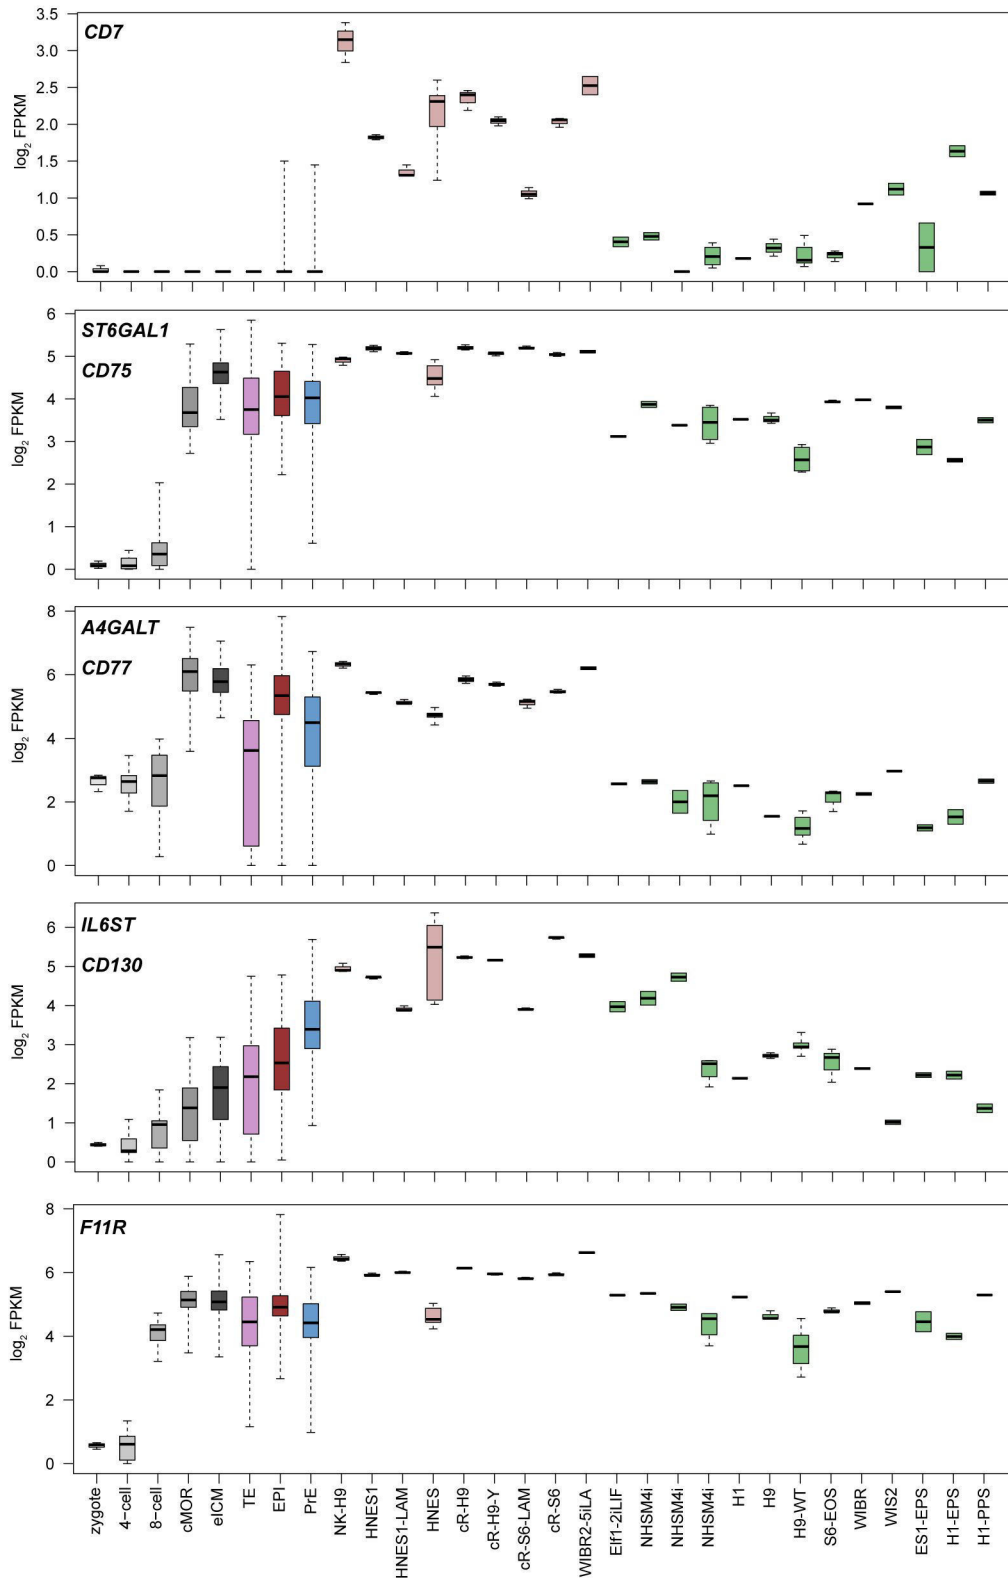 CD7
log2 FPKM
3.5
3.0
2.5
2.0
1.5
1.0
0.5
0.0
ST6GAL1
CD75
log2 FPKM
6
5
4
3
2
1
0
A4GALT
CD77
log2 FPKM
8
6
4
2
0
IL6ST
CD130
log2 FPKM
6
5
4
3
2
1
0
F11R
log2 FPKM
8
6
4
2
0
zygote
4-cell
8-cell
cMOR
eICM
TE
EPI
PrE
NK-H9
HNES1
HNES1-LAM
HNES
cR-H9
cR-H9-Y
cR-S6-LAM
cR-S6
WIBR2-5iLA
Elf1-2iLIF
NHSM4i
NHSM4i
NHSM4i
H1
H9
H9-WT
S6-EOS
WIBR
WIS2
ES1-EPS
H1-EPS
H1-PPS